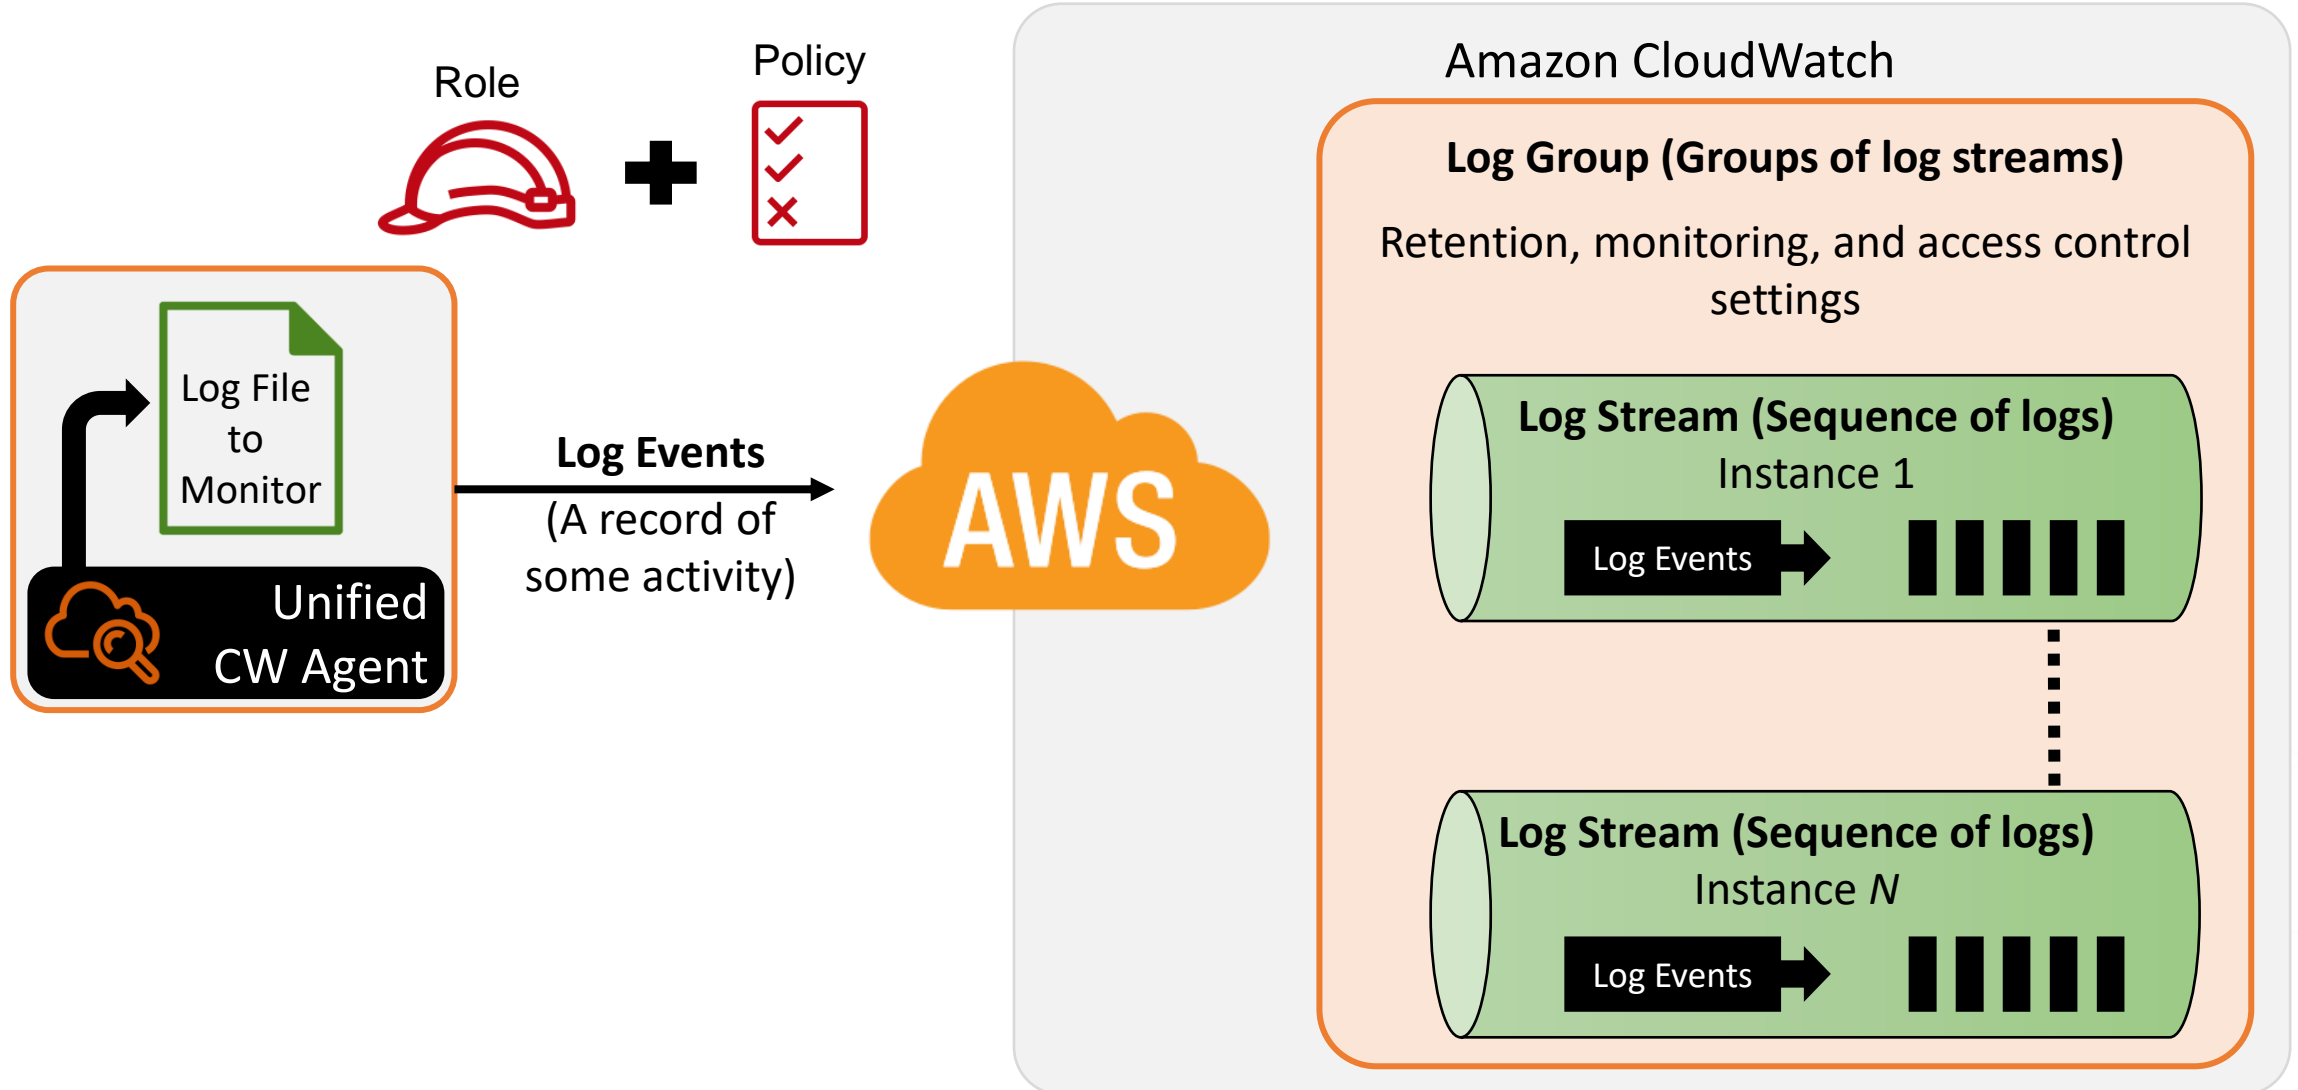 Role
Policy
Log File
to
Monitor
Unified
CW Agent
Log Events
(A record of
some activity)
AWS
Amazon CloudWatch
Log Group (Groups of log streams)
Retention, monitoring, and access control
settings
Log Stream (Sequence of logs)
Instance 1
Log Events
Log Stream (Sequence of logs)
Instance N
Log Events